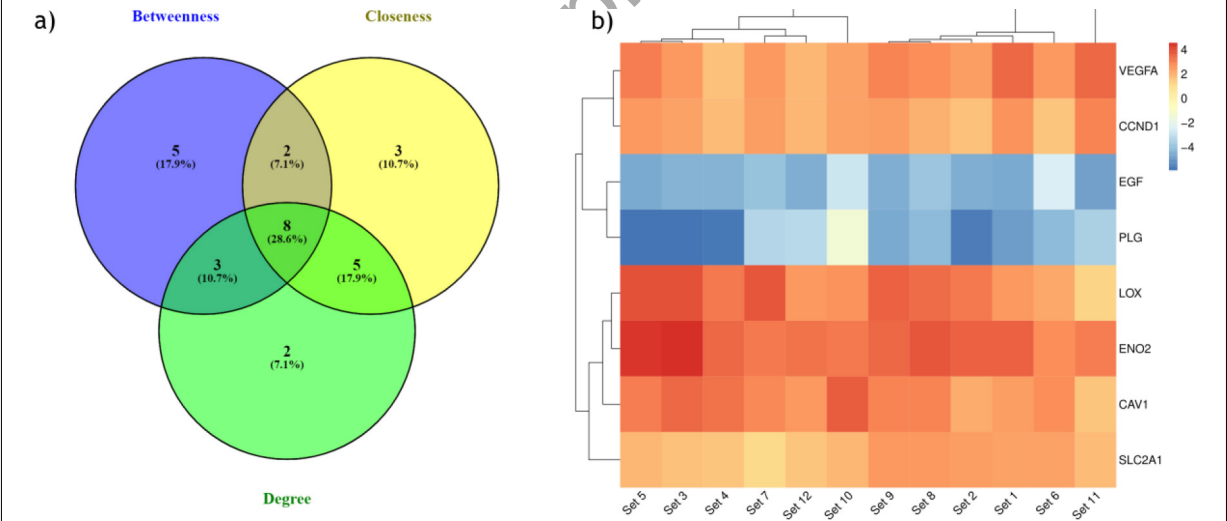 a)
Betweenness
Closeness
5
(17.9%)
2
(7.1%)
3
(10.7%)
8
(28.6%)
3
(10.7%)
5
(17.9%)
2
(7.1%)
Degree
b)
4
2
0
−2
−4
VEGFA
CCND1
EGF
PLG
LOX
ENO2
CAV1
SLC2A1
Set 5
Set 3
Set 4
Set 7
Set 12
Set 10
Set 9
Set 8
Set 2
Set 1
Set 6
Set 11